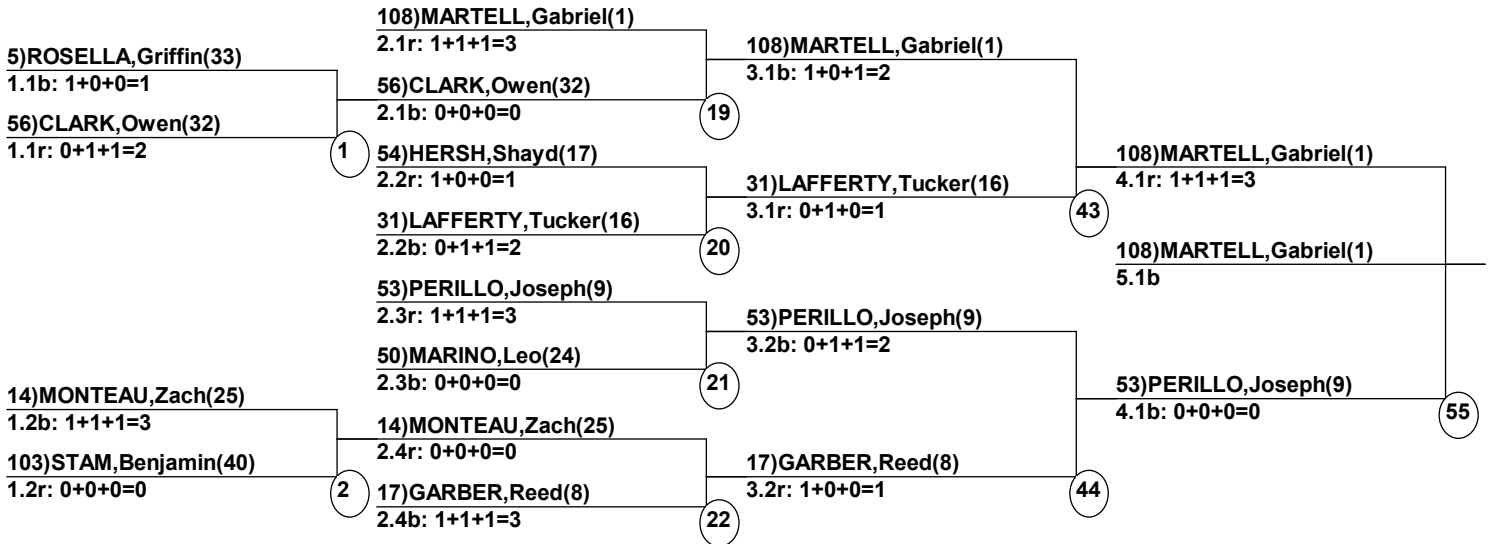 5)ROSELLA,Griffin(33)
1.1b: 1+0+0=1
56)CLARK,Owen(32)
1.1r: 0+1+1=2
1
14)MONTEAU,Zach(25)
1.2b: 1+1+1=3
103)STAM,Benjamin(40)
1.2r: 0+0+0=0
2
108)MARTELL,Gabriel(1)
2.1r: 1+1+1=3
56)CLARK,Owen(32)
2.1b: 0+0+0=0
19
54)HERSH,Shayd(17)
2.2r: 1+0+0=1
31)LAFFERTY,Tucker(16)
2.2b: 0+1+1=2
20
53)PERILLO,Joseph(9)
2.3r: 1+1+1=3
50)MARINO,Leo(24)
2.3b: 0+0+0=0
21
14)MONTEAU,Zach(25)
2.4r: 0+0+0=0
17)GARBER,Reed(8)
2.4b: 1+1+1=3
22
108)MARTELL,Gabriel(1)
3.1b: 1+0+1=2
31)LAFFERTY,Tucker(16)
3.1r: 0+1+0=1
43
53)PERILLO,Joseph(9)
3.2b: 0+1+1=2
17)GARBER,Reed(8)
3.2r: 1+0+0=1
44
108)MARTELL,Gabriel(1)
4.1r: 1+1+1=3
108)MARTELL,Gabriel(1)
5.1b
53)PERILLO,Joseph(9)
4.1b: 0+0+0=0
55